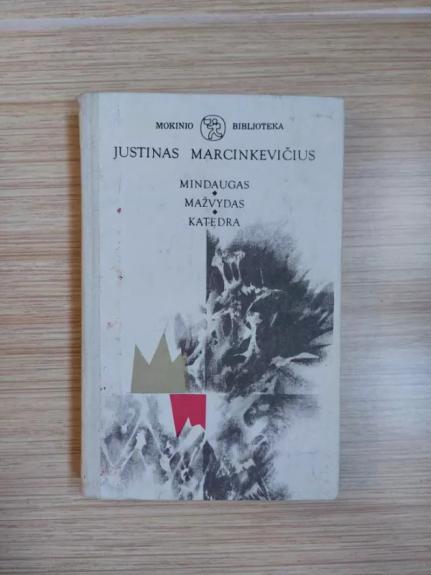 MOKINIO BIBLIOTEKA
JUSTINAS MARCINKEVIČIUS
MINDAUGAS
MAŽVYDAS
KATEDRA